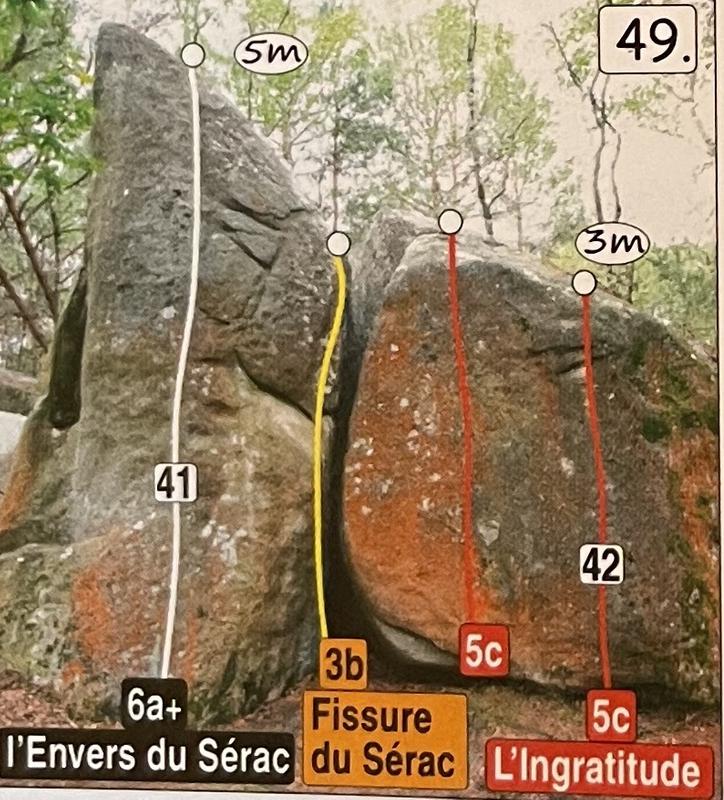 49.
5m
3m
41
42
3b
5c
6a+
5c
l'Envers du Sérac
Fissure
du Sérac
L'Ingratitude